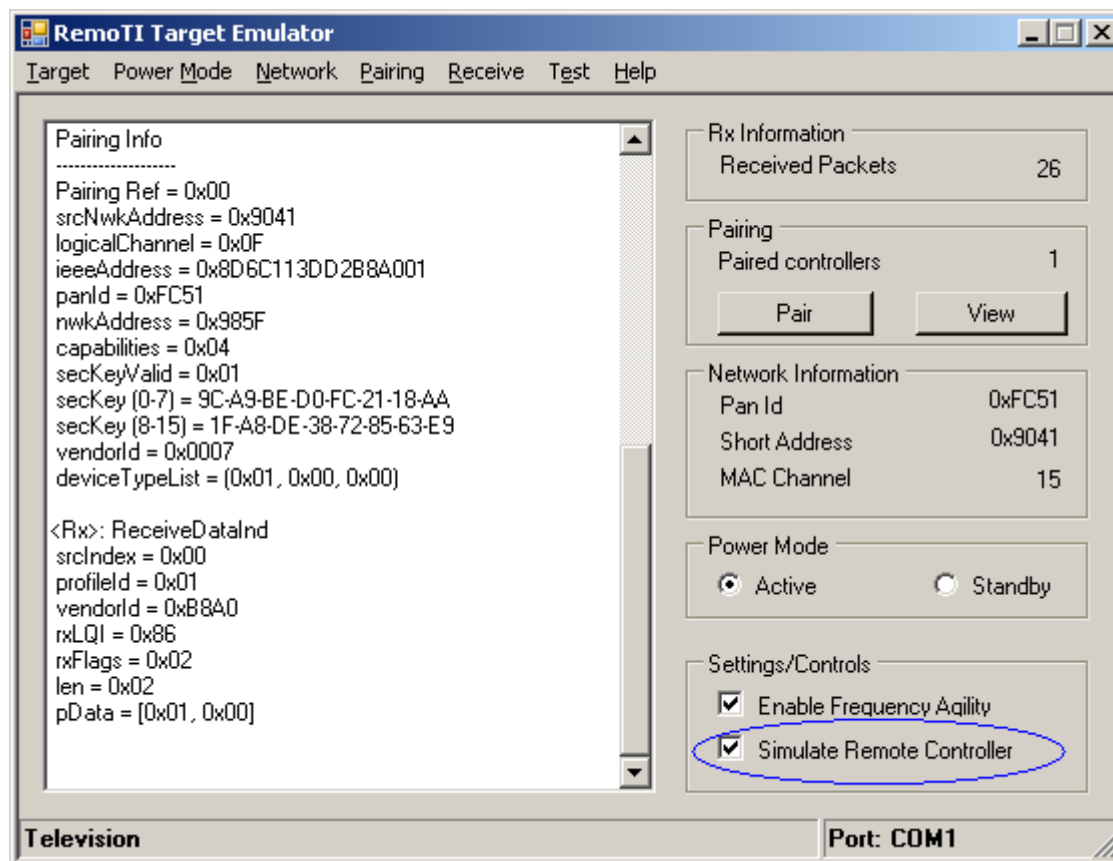 RemoTI Target Emulator
Target Power Mode Network Pairing Receive Test Help
Pairing Info
--------------------
Pairing Ref = 0x00
srcNwkAddress = 0x9041
logicalChannel = 0x0F
ieeeAddress = 0x8D6C113DD2B8A001
panId = 0xFC51
nwkAddress = 0x985F
capabilities = 0x04
secKeyValid = 0x01
secKey (0-7) = 9C-A9-BE-D0-FC-21-18-AA
secKey (8-15) = 1F-A8-DE-38-72-85-63-E9
vendorId = 0x0007
deviceTypeList = (0x01, 0x00, 0x00)
<Rx>: ReceiveDataInd
srcIndex = 0x00
profileId = 0x01
vendorId = 0xB8A0
rxLQI = 0x86
rxFlags = 0x02
len = 0x02
pData = [0x01, 0x00]
Rx Information
Received Packets 26
Pairing
Paired controllers 1
Pair View
Network Information
Pan Id 0xFC51
Short Address 0x9041
MAC Channel 15
Power Mode
Active Standby
Settings/Controls
Enable Frequency Agility
Simulate Remote Controller
Television Port: COM1